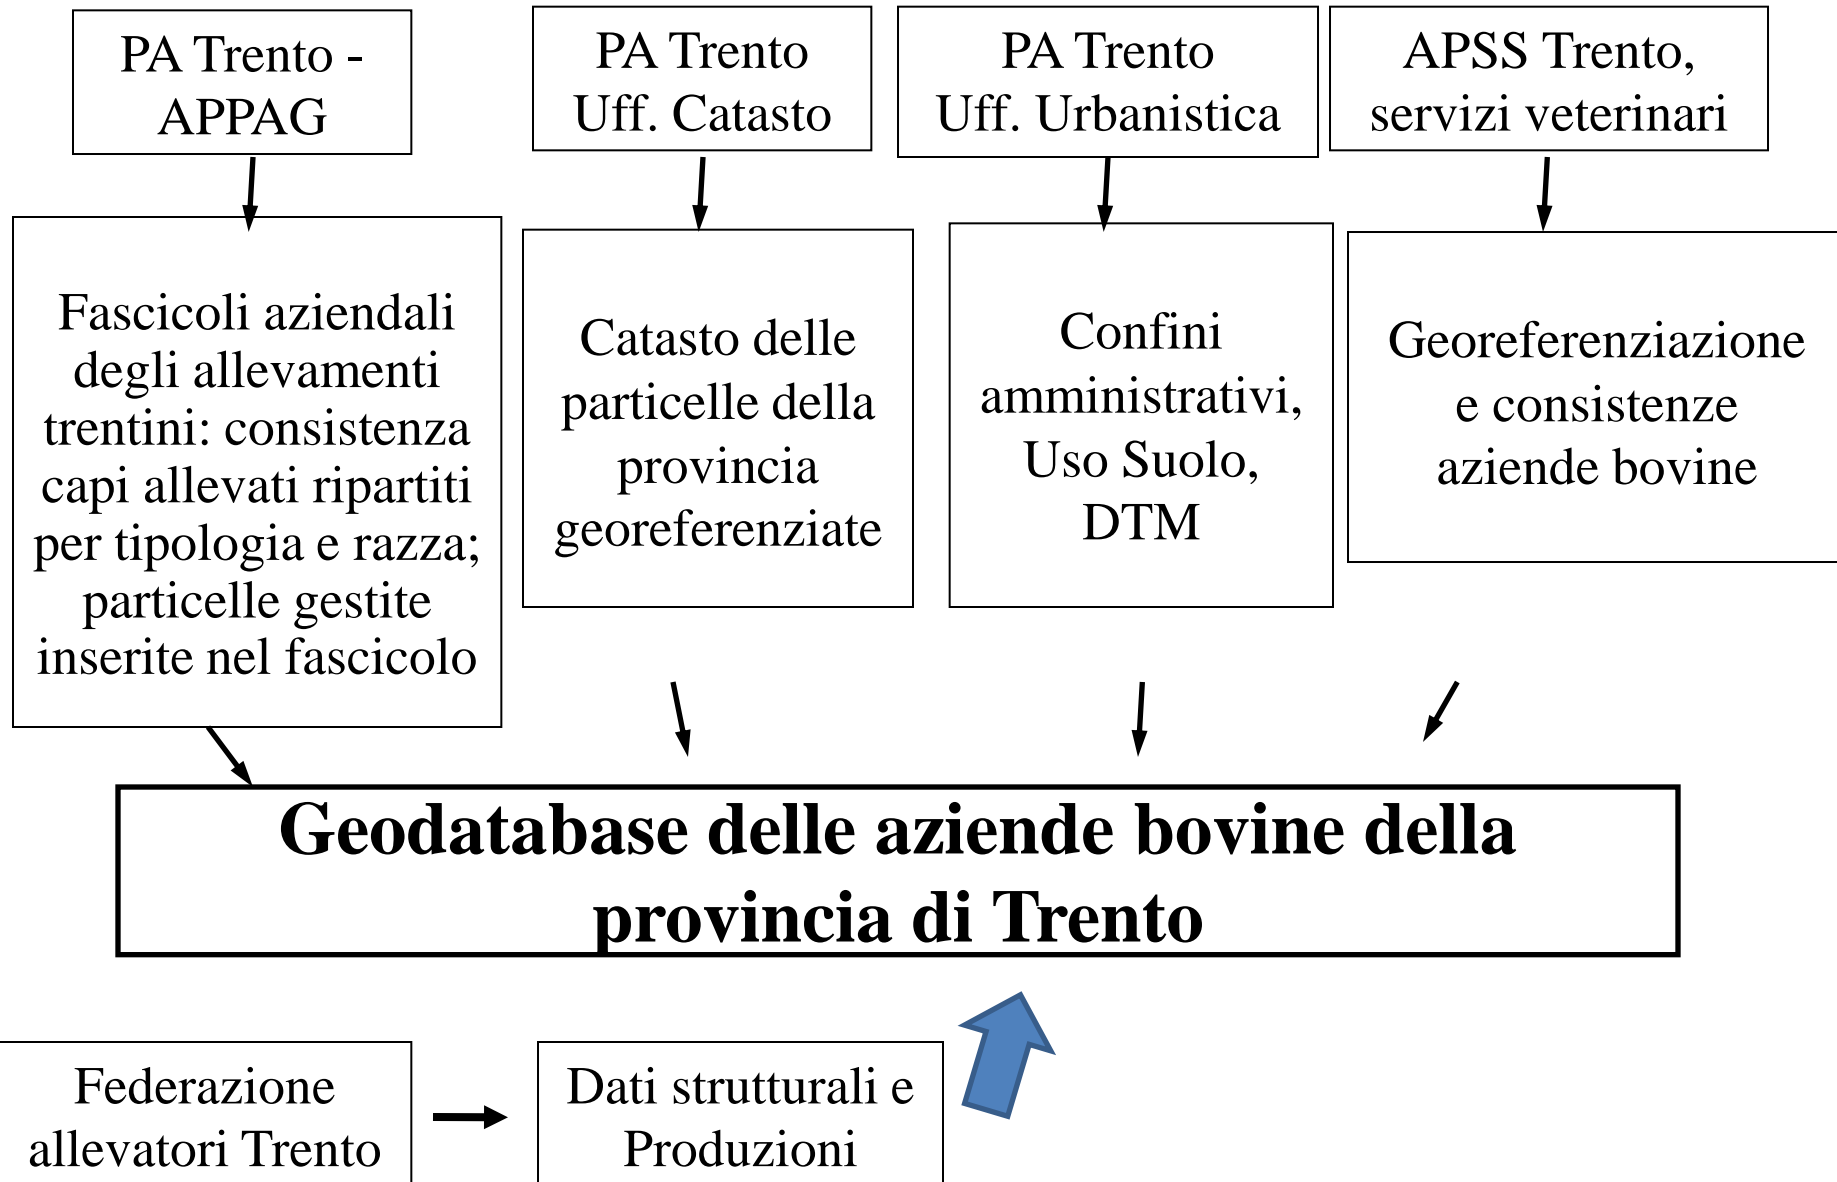 PA Trento -
APPAG
PA Trento
Uff. Catasto
PA Trento
Uff. Urbanistica
APSS Trento,
servizi veterinari
Fascicoli aziendali
degli allevamenti
trentini: consistenza
capi allevati ripartiti
per tipologia e razza;
particelle gestite
inserite nel fascicolo
Catasto delle
particelle della
provincia
georeferenziate
Confini
amministrativi,
Uso Suolo,
DTM
Georeferenziazione
e consistenze
aziende bovine
Geodatabase delle aziende bovine della
provincia di Trento
Federazione
allevatori Trento
Dati strutturali e
Produzioni